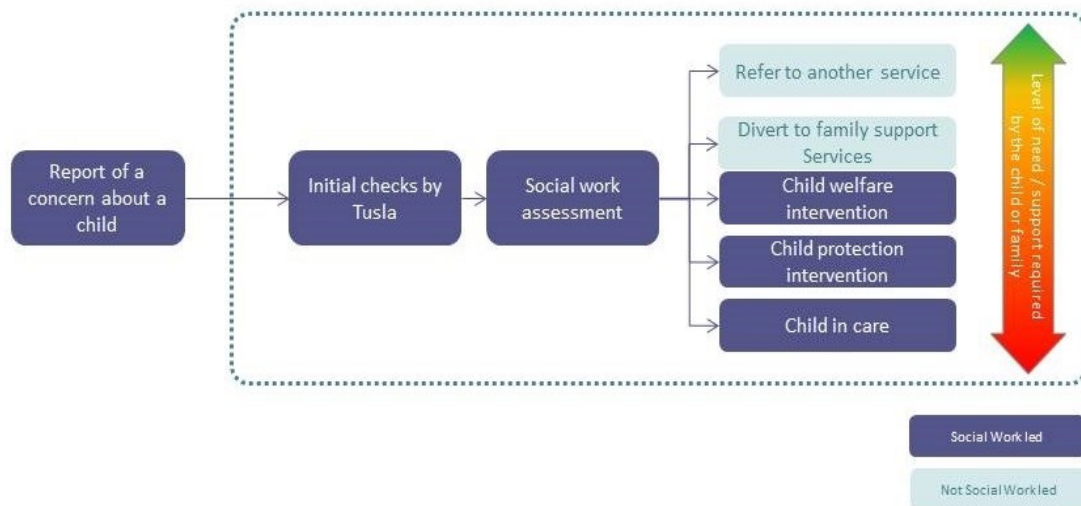 Report of a
concern about a
child
Initial checks by
Tusla
Social work
assessment
Refer to another service
Divert to family support
Services
Child welfare
intervention
Child protection
intervention
Child in care
Level of need / support required
by the child or family
Social Work led
Not Social Work led